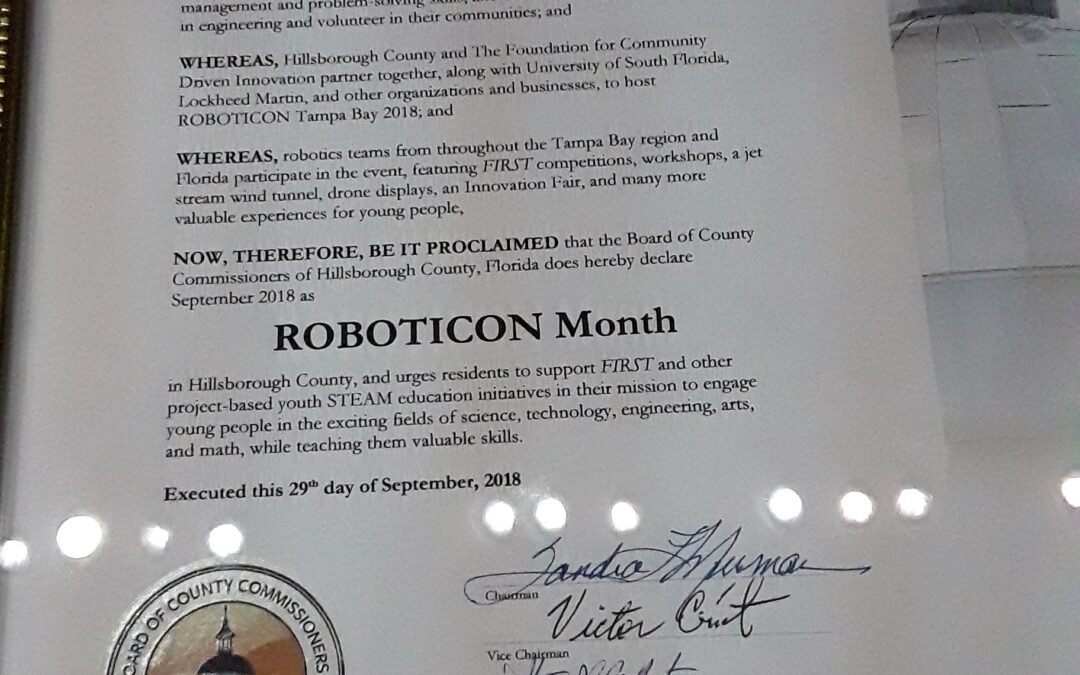 management and problem-solving skills,
in engineering and volunteer in their communities; and
WHEREAS, Hillsborough County and The Foundation for Community
Driven Innovation partner together, along with University of South Florida,
Lockheed Martin, and other organizations and businesses, to host
ROBOTICON Tampa Bay 2018; and
WHEREAS, robotics teams from throughout the Tampa Bay region and
Florida participate in the event, featuring FIRST competitions, workshops, a jet
stream wind tunnel, drone displays, an Innovation Fair, and many more
valuable experiences for young people,
NOW, THEREFORE, BE IT PROCLAIMED that the Board of County
Commissioners of Hillsborough County, Florida does hereby declare
September 2018 as
ROBOTICON Month
in Hillsborough County, and urges residents to support FIRST and other
project-based youth STEAM education initiatives in their mission to engage
young people in the exciting fields of science, technology, engineering, arts,
and math, while teaching them valuable skills.
Executed this 29th day of September, 2018
BOARD OF COUNTY COMMISSIONERS
Sandra L Murman
Chairman
Victor Crist
Vice Chairman